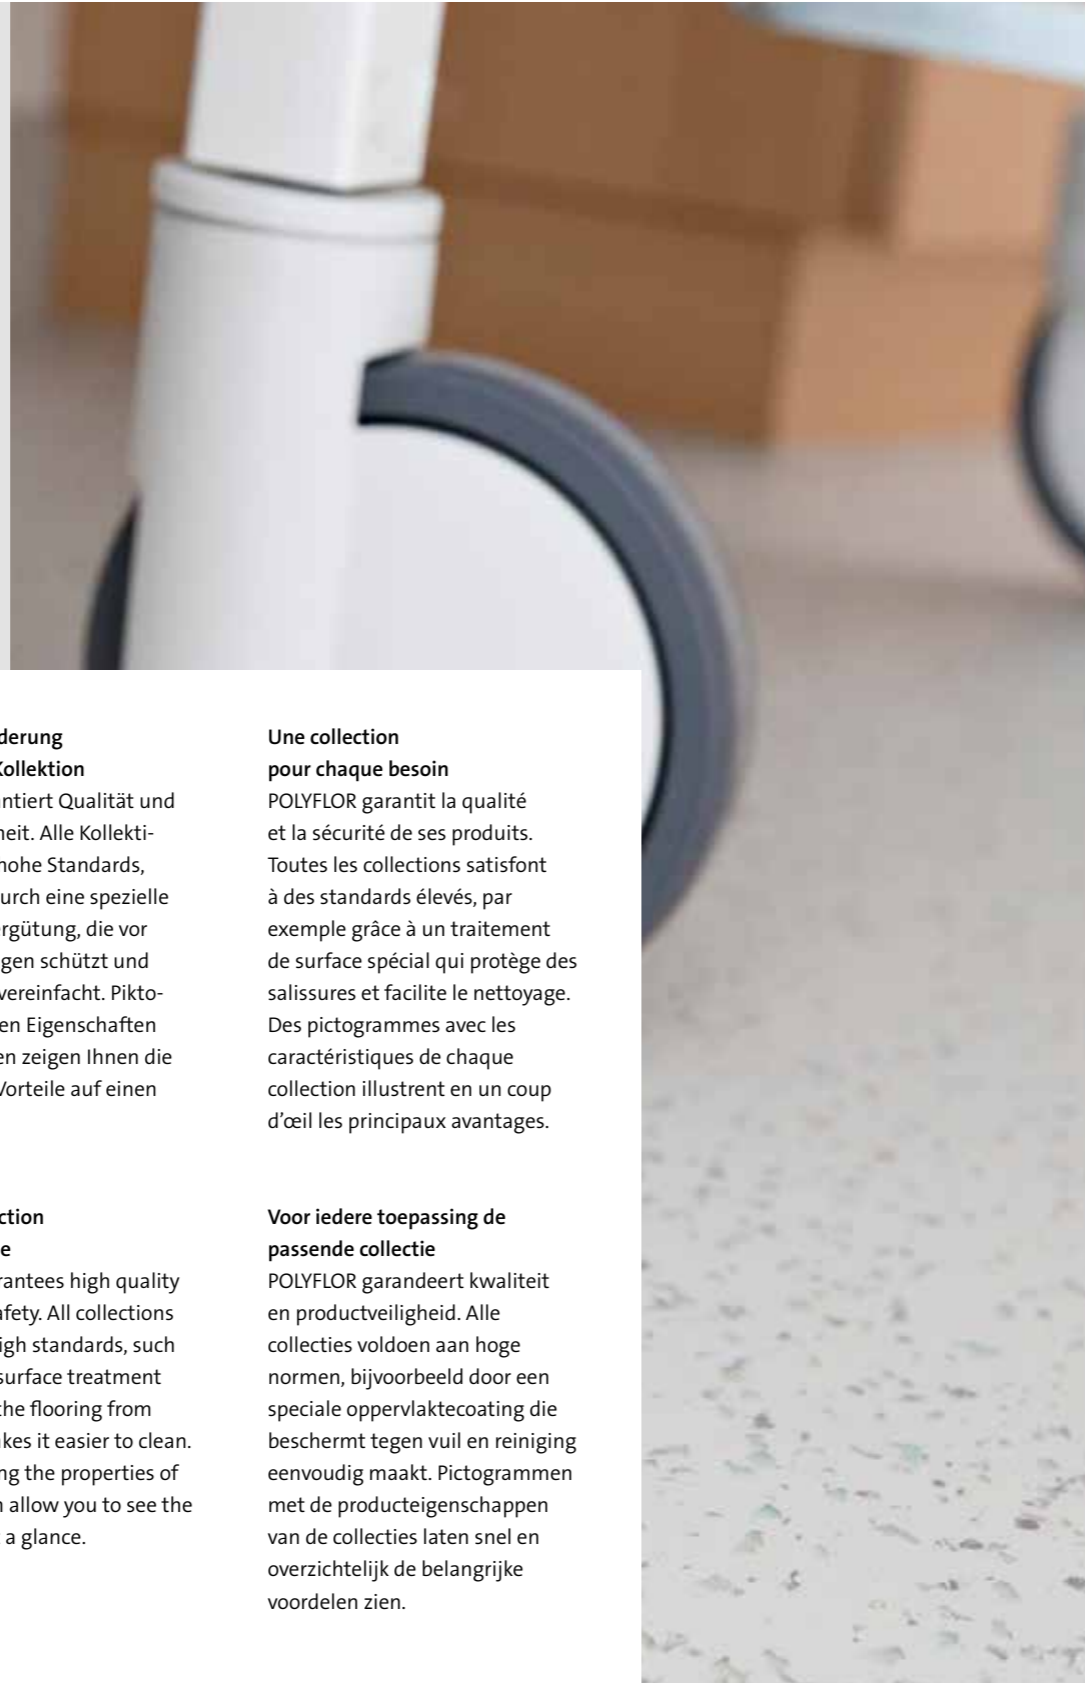 derung
Kollektion
ntiert Qualität und
heit. Alle Kollekti-
hohe Standards,
urch eine spezielle
rgütung, die vor
gen schützt und
vereinfacht. Pikto-
en Eigenschaften
en zeigen Ihnen die
Vorteile auf einen
Une collection
pour chaque besoin
POLYFLOR garantit la qualité
et la sécurité de ses produits.
Toutes les collections satisfont
à des standards élevés, par
exemple grâce à un traitement
de surface spécial qui protège des
salissures et facilite le nettoyage.
Des pictogrammes avec les
caractéristiques de chaque
collection illustrent en un coup
d’œil les principaux avantages.
ction
e
rantees high quality
afety. All collections
igh standards, such
surface treatment
the flooring from
kes it easier to clean.
ng the properties of
n allow you to see the
t a glance.
Voor iedere toepassing de
passende collectie
POLYFLOR garandeert kwaliteit
en productveiligheid. Alle
collecties voldoen aan hoge
normen, bijvoorbeeld door een
speciale oppervlaktecoating die
beschermt tegen vuil en reiniging
eenvoudig maakt. Pictogrammen
met de producteigenschappen
van de collecties laten snel en
overzichtelijk de belangrijke
voordelen zien.